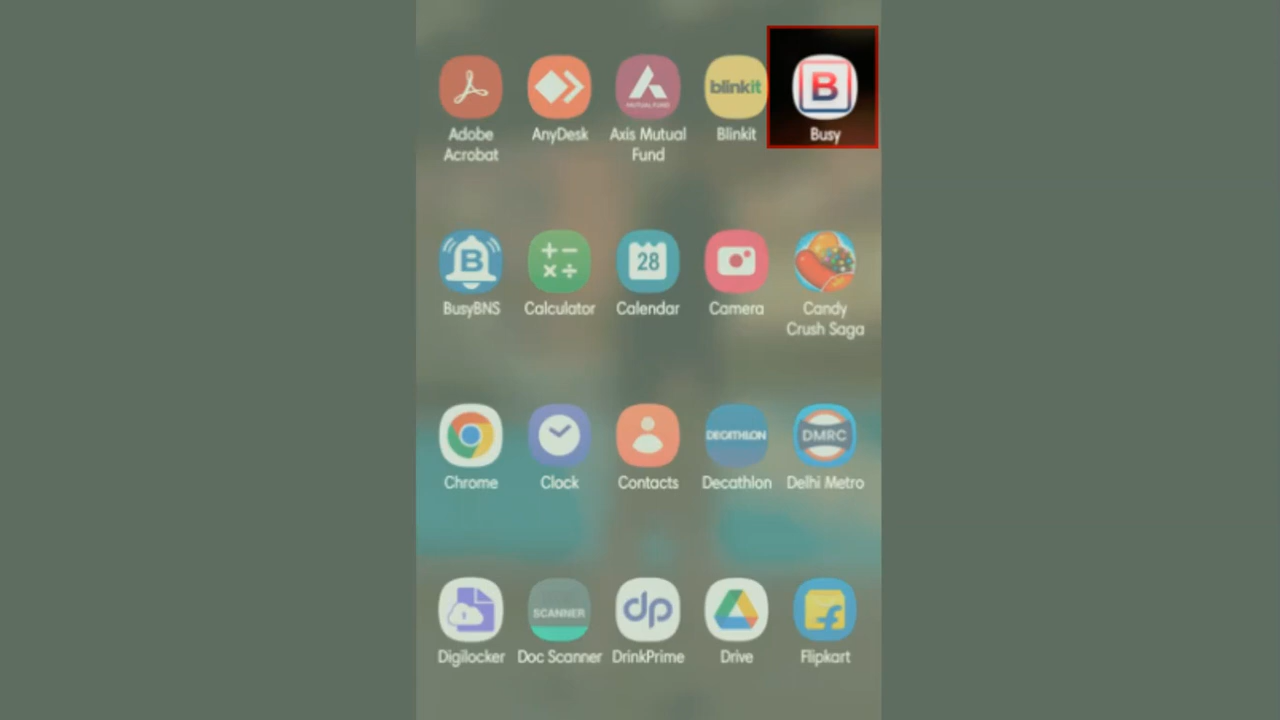 blinkit
B
MUTUAL FUND
Adobe
Acrobat
AnyDesk
Axis Mutual
Fund
Blinkit
Busy
B
28
BusyBNS
Calculator
Calendar
Camera
Candy
Crush Saga
DECATHLON
DMRC
Chrome
Clock
Contacts
Decathlon
Delhi Metro
SCANNER
dp
Digilocker
Doc Scanner
DrinkPrime
Drive
Flipkart